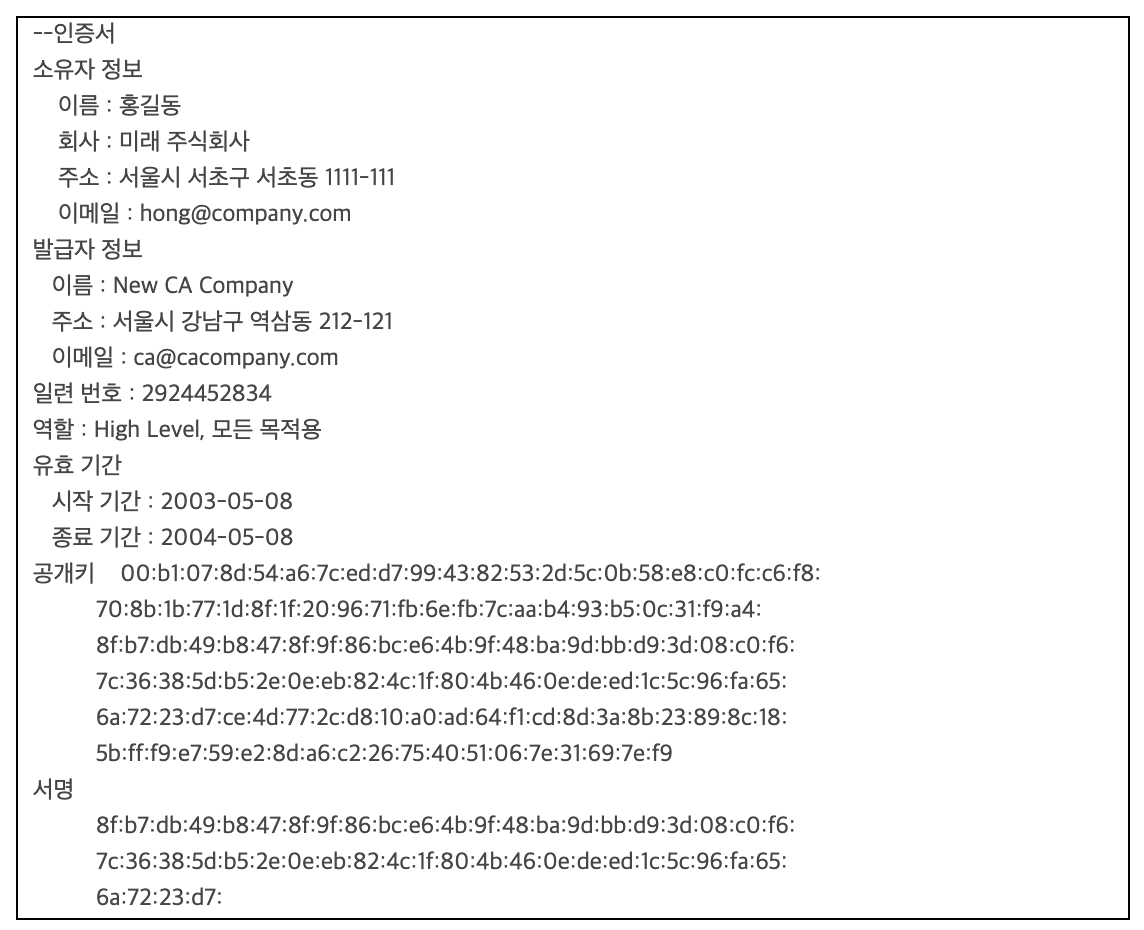 --인증서
소유자 정보
이름 : 홍길동
회사 : 미래 주식회사
주소 : 서울시 서초구 서초동 1111-111
이메일 : hong@company.com
발급자 정보
이름 : New CA Company
주소 : 서울시 강남구 역삼동 212-121
이메일 : ca@cacompany.com
일련 번호 : 2924452834
역할 : High Level, 모든 목적용
유효 기간
시작 기간 : 2003-05-08
종료 기간 : 2004-05-08
공개키 00:b1:07:8d:54:a6:7c:ed:d7:99:43:82:53:2d:5c:0b:58:e8:c0:fc:c6:f8:
70:8b:1b:77:1d:8f:1f:20:96:71:fb:6e:fb:7c:aa:b4:93:b5:0c:31:f9:a4:
8f:b7:db:49:b8:47:8f:9f:86:bc:e6:4b:9f:48:ba:9d:bb:d9:3d:08:c0:f6:
7c:36:38:5d:b5:2e:0e:eb:82:4c:1f:80:4b:46:0e:de:ed:1c:5c:96:fa:65:
6a:72:23:d7:ce:4d:77:2c:d8:10:a0:ad:64:f1:cd:8d:3a:8b:23:89:8c:18:
5b:ff:f9:e7:59:e2:8d:a6:c2:26:75:40:51:06:7e:31:69:7e:f9
서명
8f:b7:db:49:b8:47:8f:9f:86:bc:e6:4b:9f:48:ba:9d:bb:d9:3d:08:c0:f6:
7c:36:38:5d:b5:2e:0e:eb:82:4c:1f:80:4b:46:0e:de:ed:1c:5c:96:fa:65:
6a:72:23:d7: